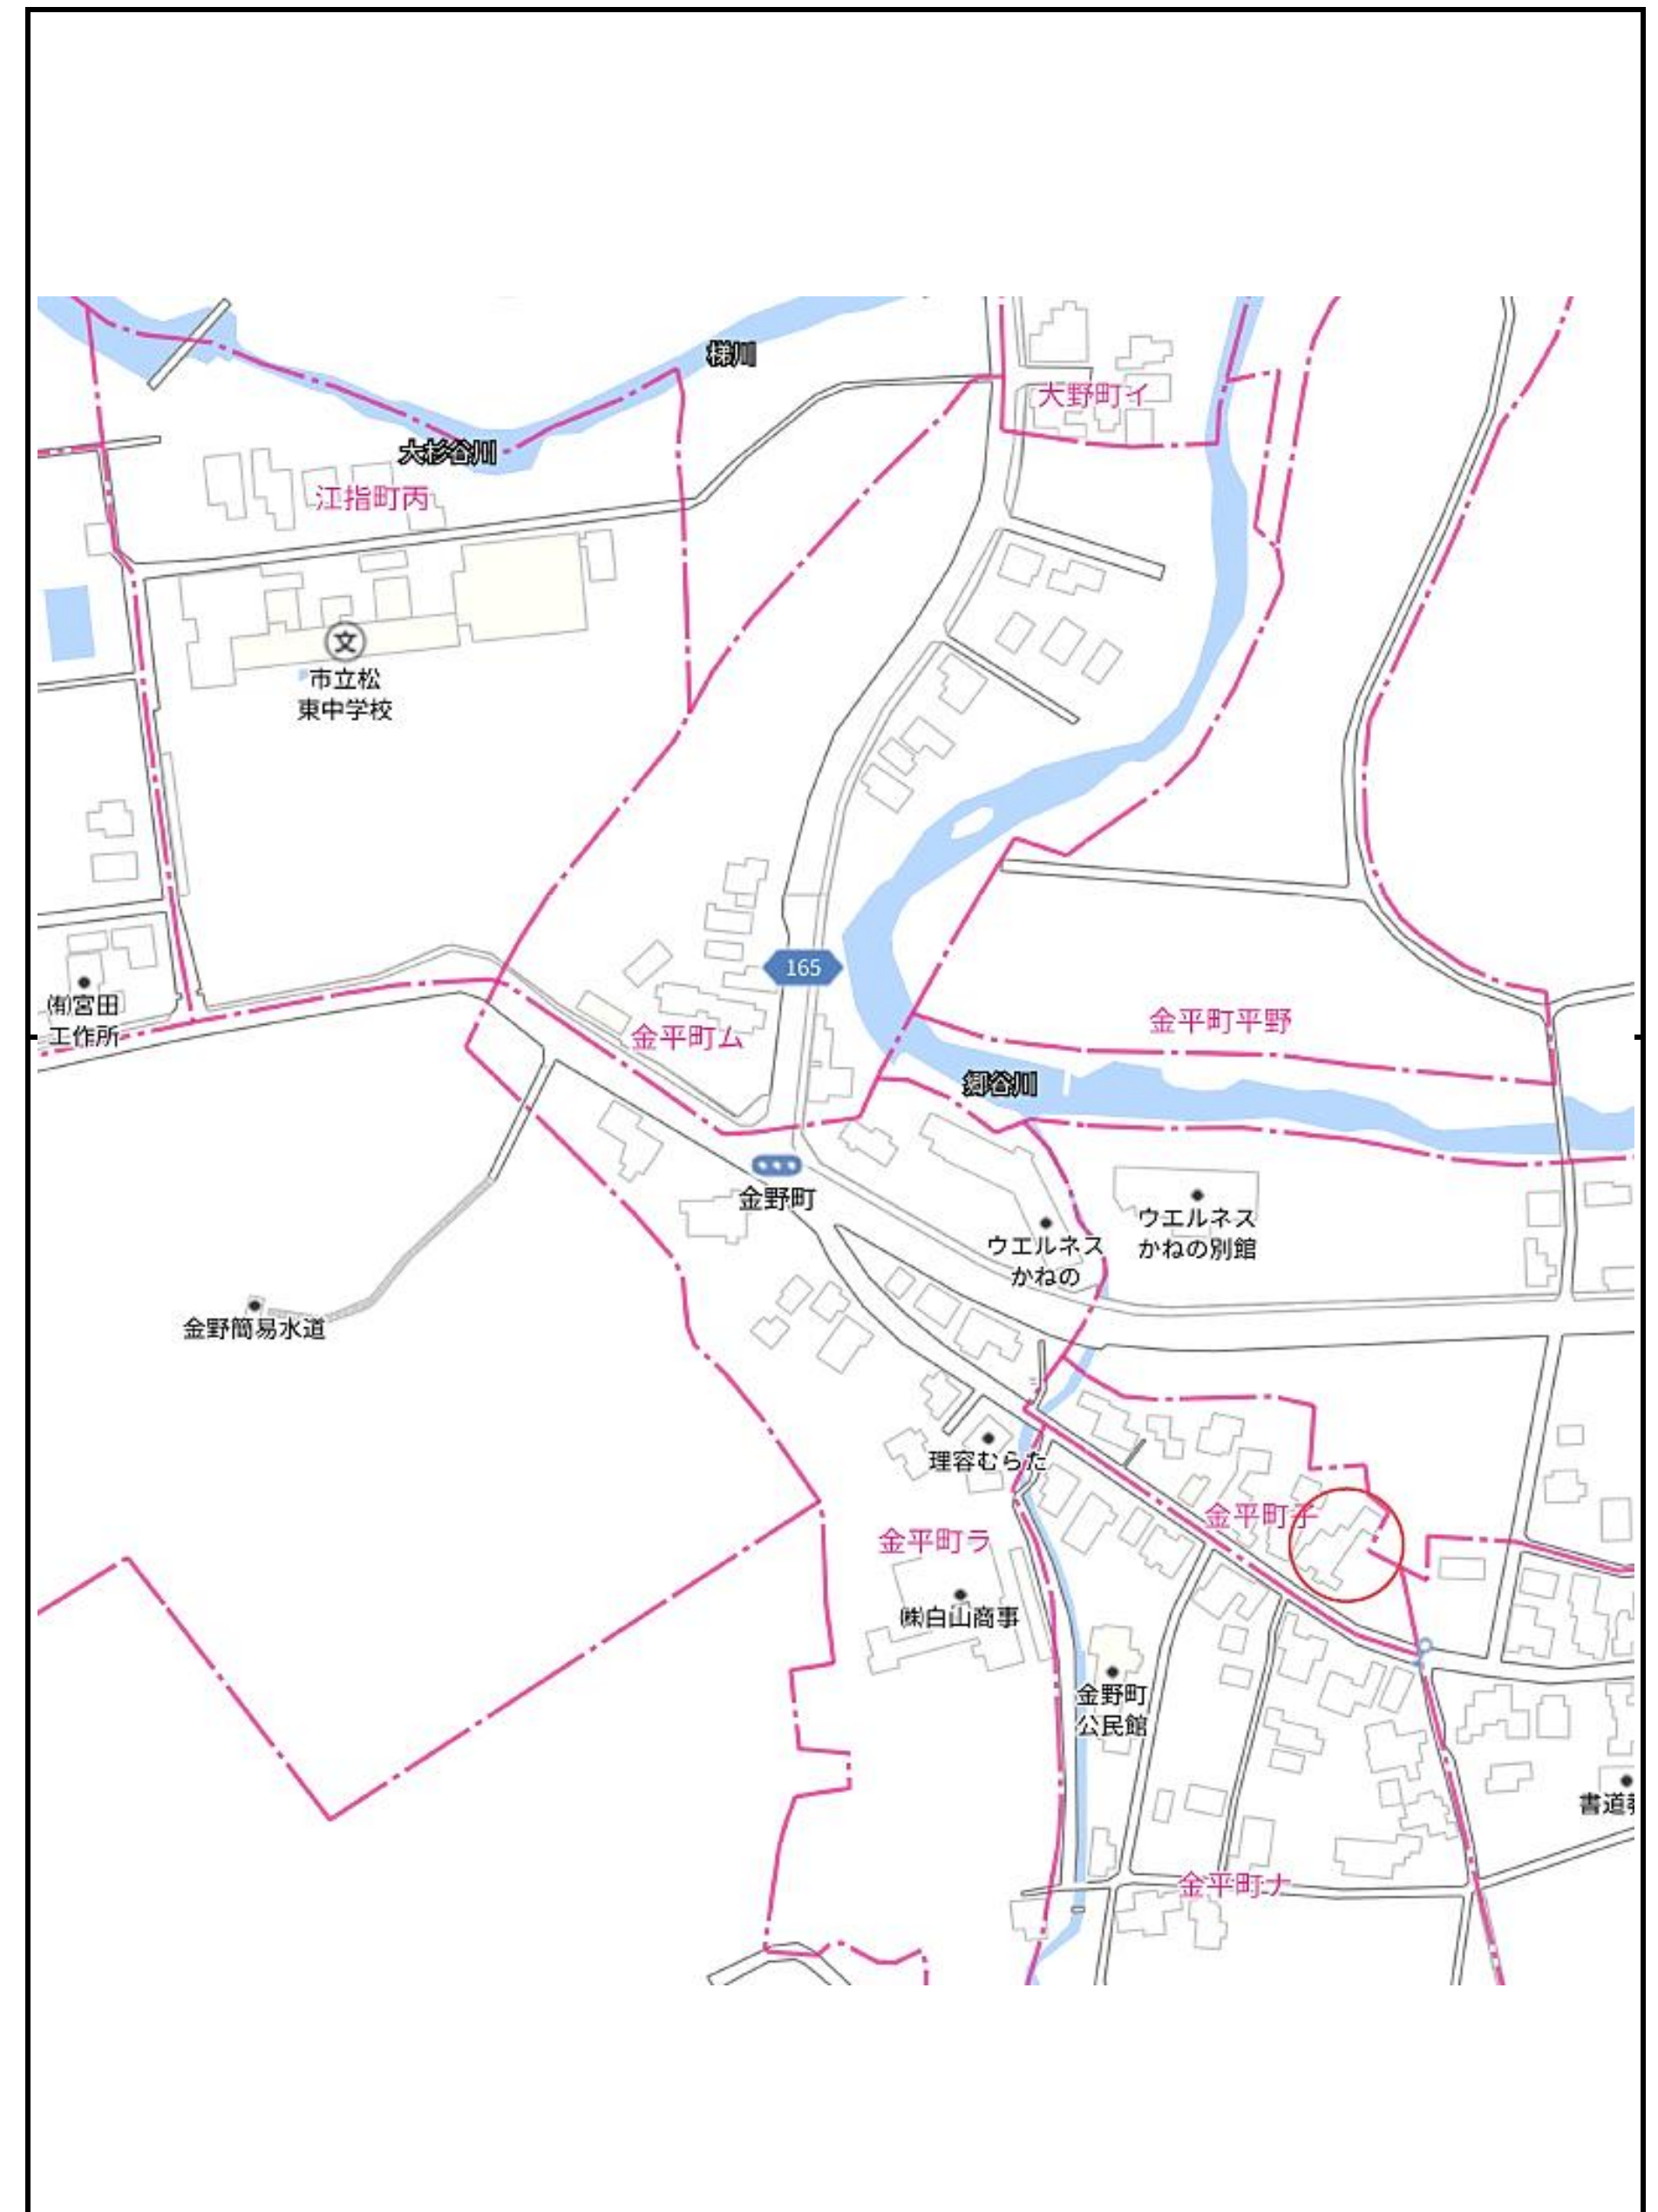 梯川
大野町イ
大杉谷川
江指町丙
文
市立松
東中学校
165
㈲宮田
工作所
金平町ム
金平町平野
郷谷川
金野町
ウエルネス
かねの
ウエルネス
かねの別館
金野簡易水道
理容むらた
金平町子
金平町ラ
㈱白山商事
金野町
公民館
書道教
金平町ナ